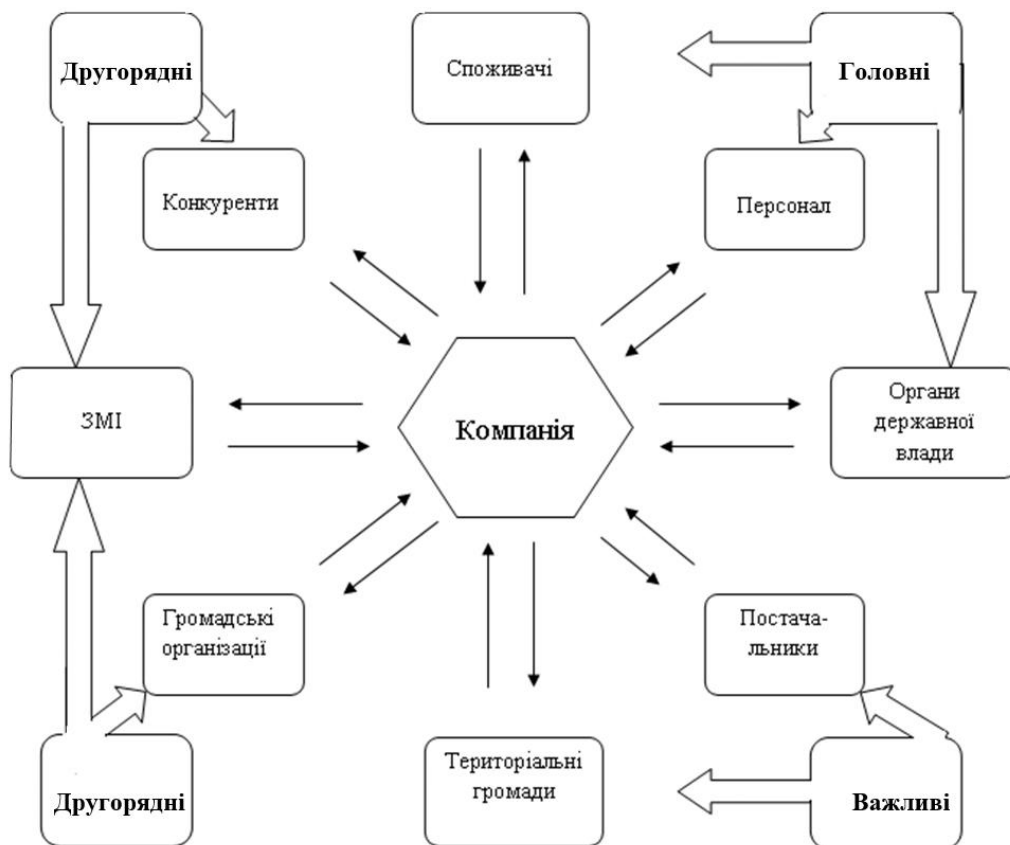 Другорядні
Споживачі
Головні
Конкуренти
Персонал
ЗМІ
Компанія
Органи
державної
влади
Громадські
організації
Постача-
льники
Другорядні
Територіальні
громади
Важливі